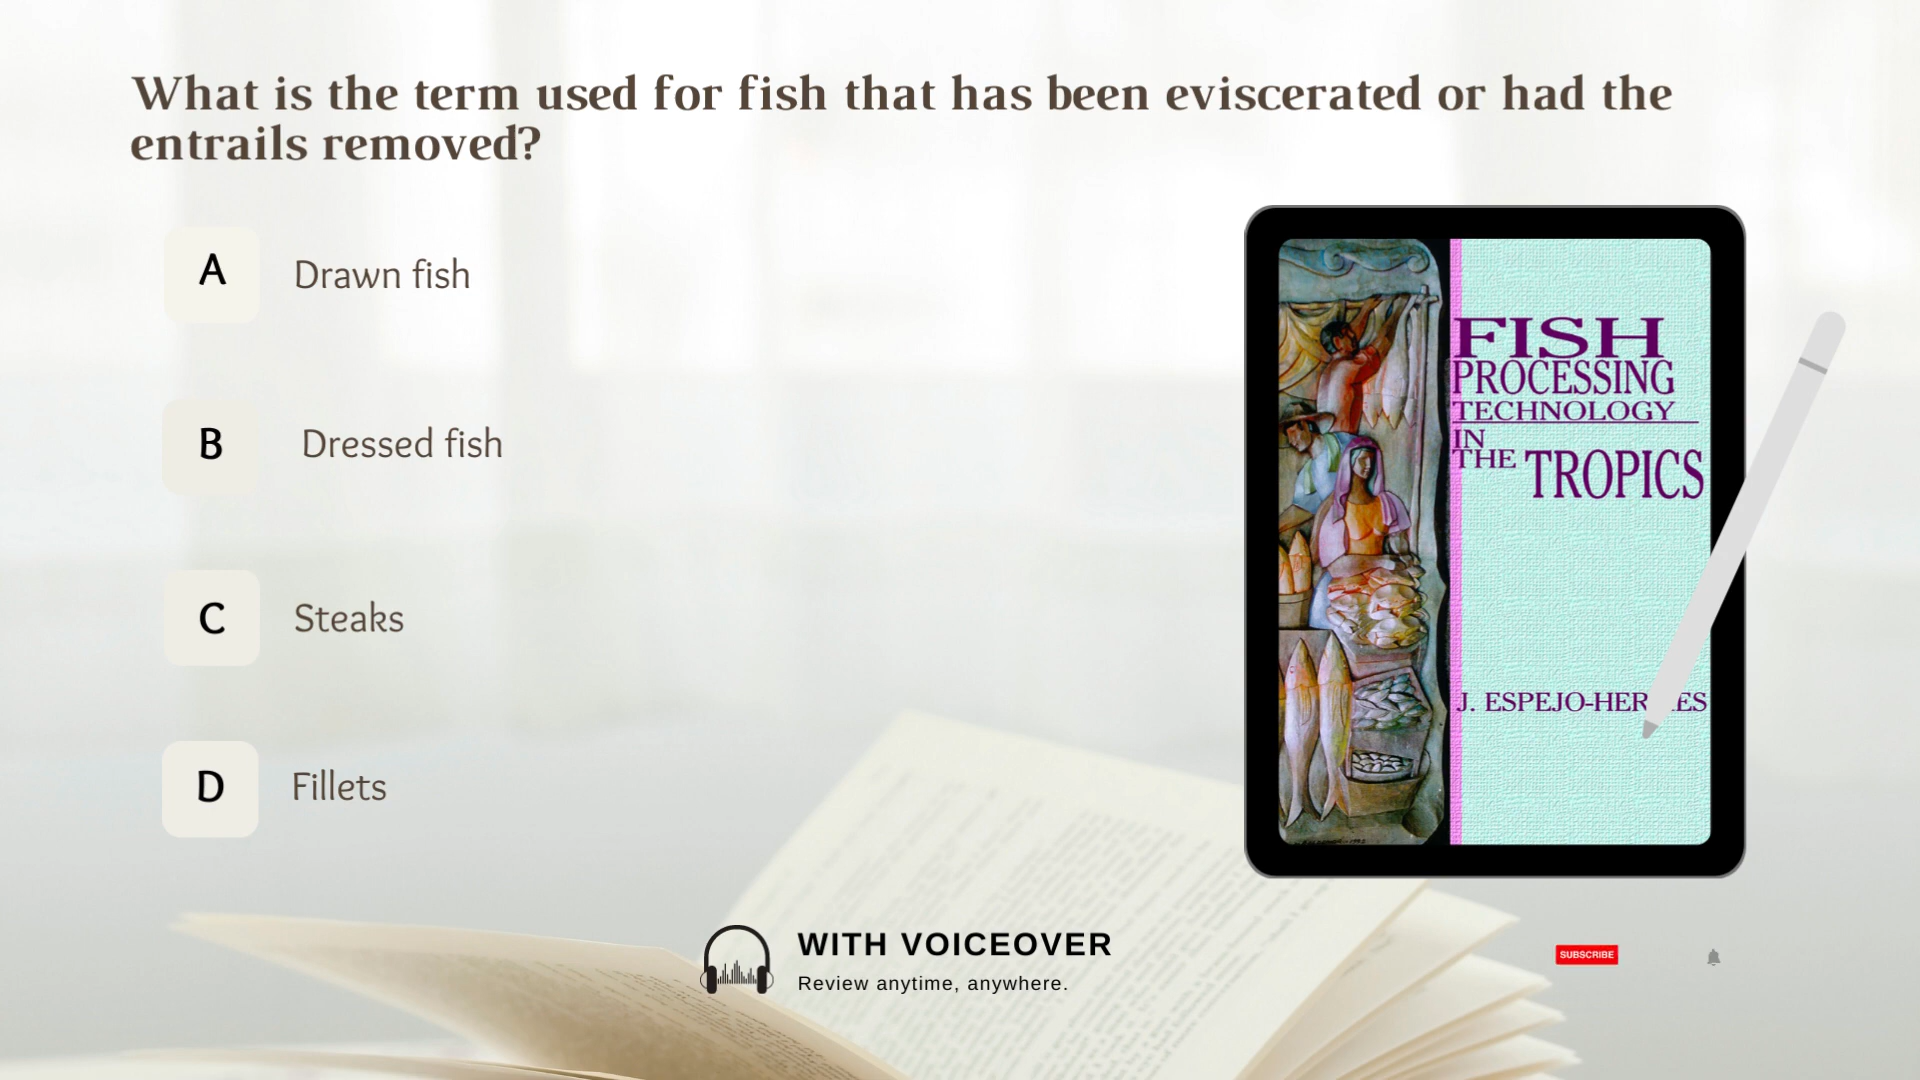 What is the term used for fish that has been eviscerated or had the
entrails removed?
A
Drawn fish
B
Dressed fish
C
Steaks
D
Fillets
FISH
PROCESSING
TECHNOLOGY
IN
THE TROPICS
J. ESPEJO-HER ES
WITH VOICEOVER
Review anytime, anywhere.
SUBSCRIBE